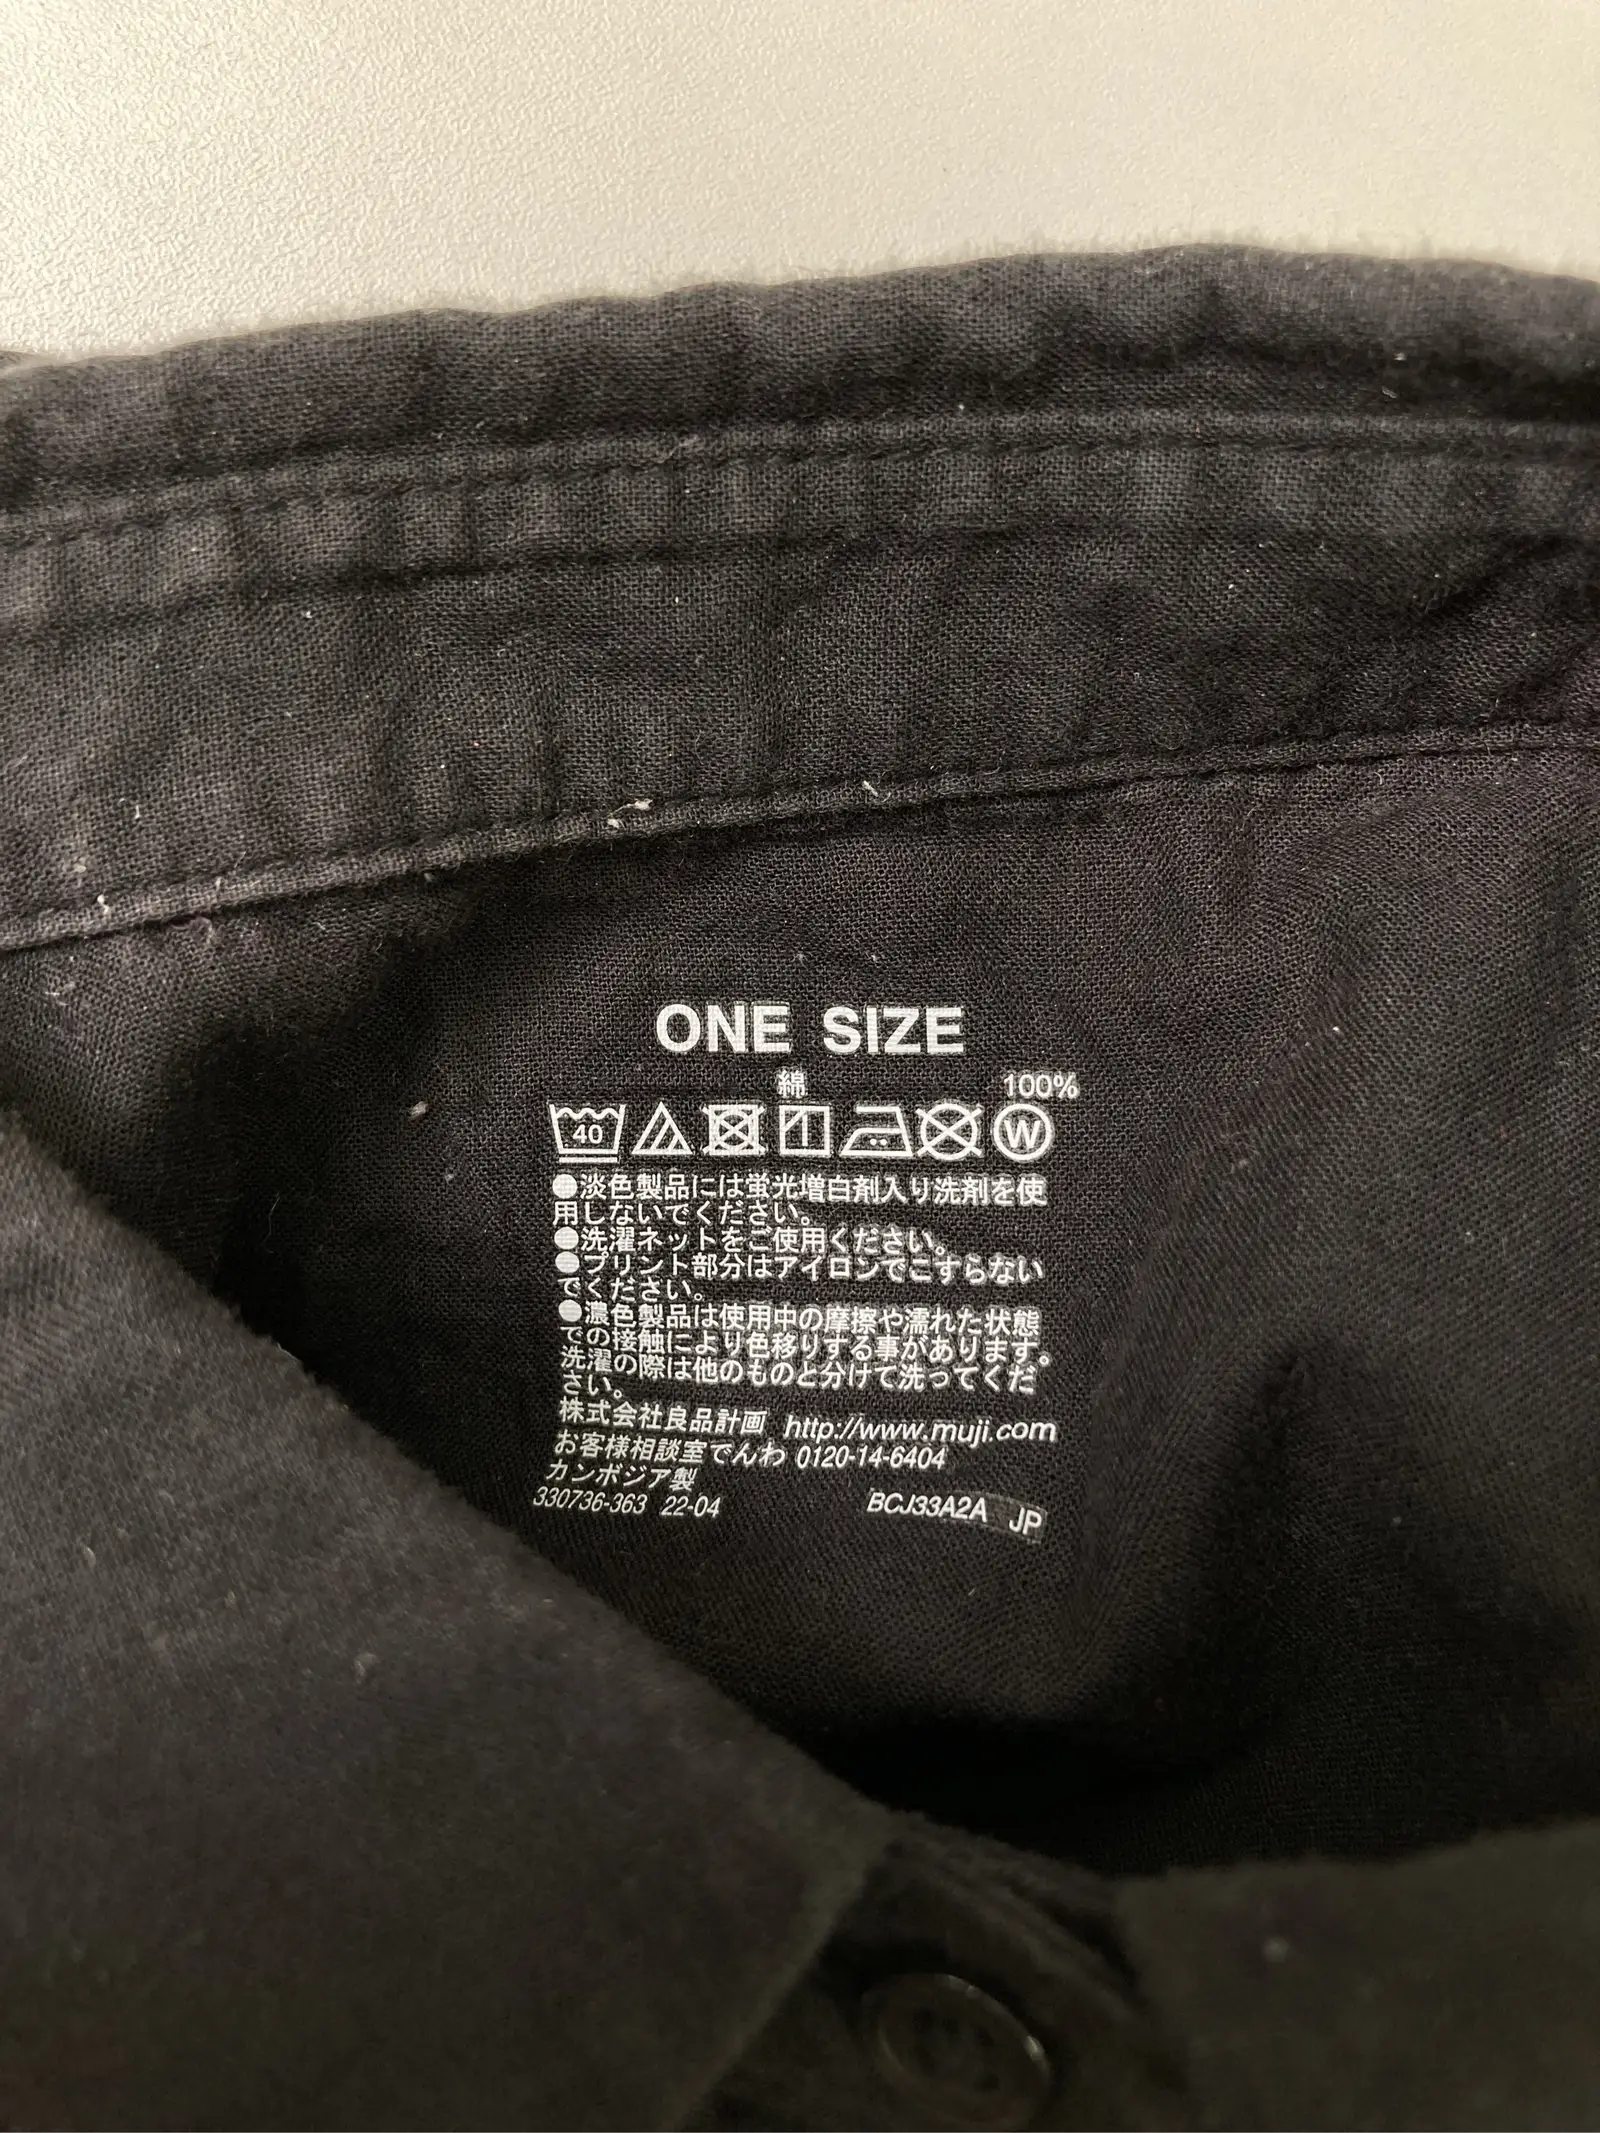 ONE SIZE
綿 100%
40
W
●淡色製品には蛍光増白剤入り洗剤を使
用しないでください。
●洗濯ネットをご使用ください。
●プリント部分はアイロンでこすらない
でください。
●濃色製品は使用中の摩擦や濡れた状態
での接触により色移りする事があります。
洗濯の際は他のものと分けて洗ってくだ
さい。
株式会社良品計画 http://www.muji.com
お客様相談室でんわ 0120-14-6404
カンボジア製
330736-363 22-04 BCJ33A2A JP